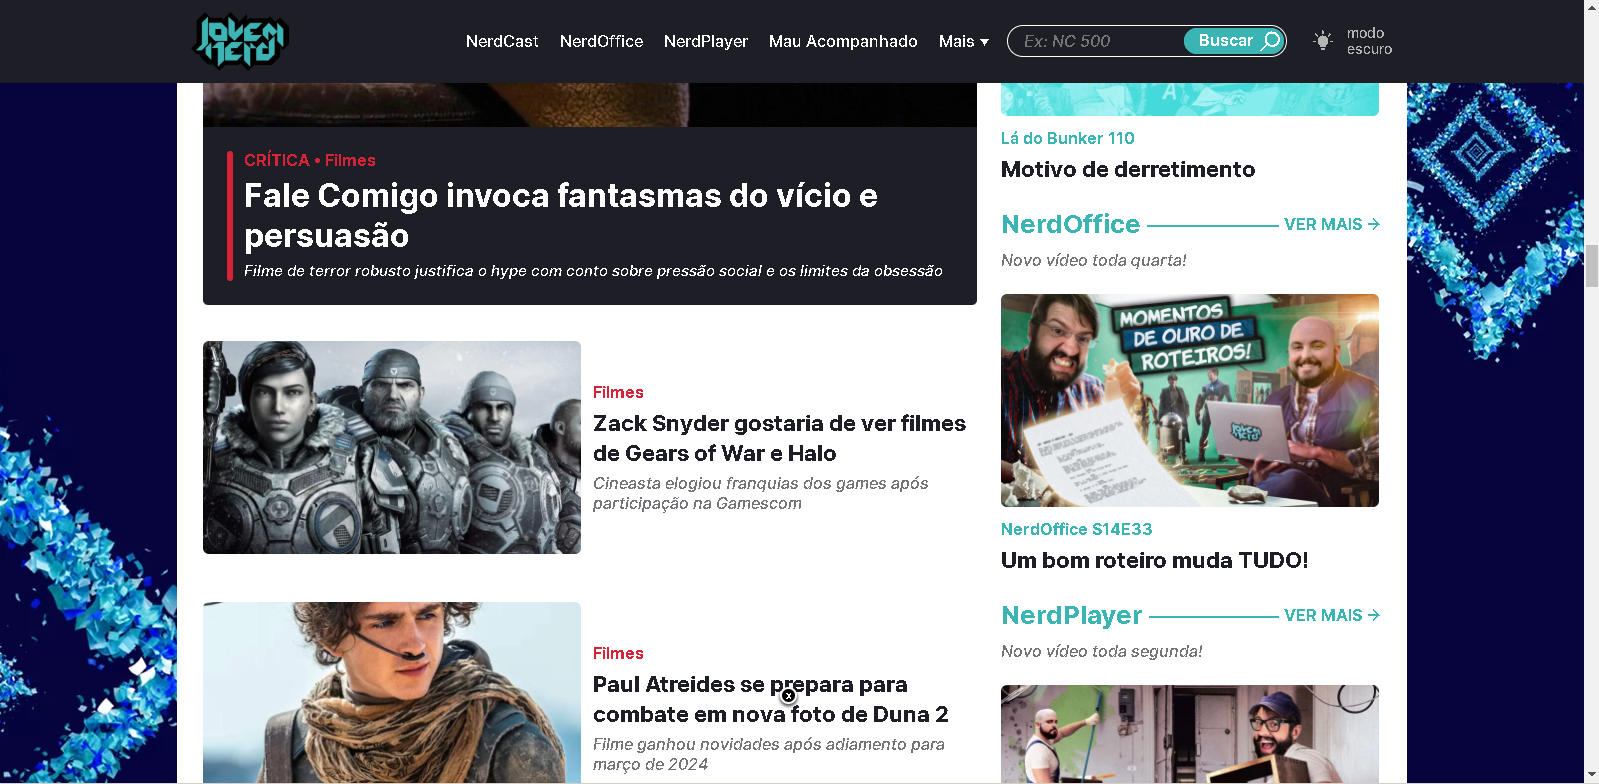 JOVEM
NERD
NerdCast
NerdOffice
NerdPlayer
Mau Acompanhado
Mais
Ex: NC 500
Buscar
modo
escuro
CRÍTICA • Filmes
Fale Comigo invoca fantasmas do vício e
persuasão
Filme de terror robusto justifica o hype com conto sobre pressão social e os limites da obsessão
Filmes
Zack Snyder gostaria de ver filmes
de Gears of War e Halo
Cineasta elogiou franquias dos games após
participação na Gamescom
Filmes
Paul Atreides se prepara para
combate em nova foto de Duna 2
Filme ganhou novidades após adiamento para
março de 2024
Lá do Bunker 110
Motivo de derretimento
NerdOffice
VER MAIS →
Novo vídeo toda quarta!
MOMENTOS
DE OURO DE
ROTEIROS!
JOVEM
NERD
NerdOffice S14E33
Um bom roteiro muda TUDO!
NerdPlayer
VER MAIS →
Novo vídeo toda segunda!